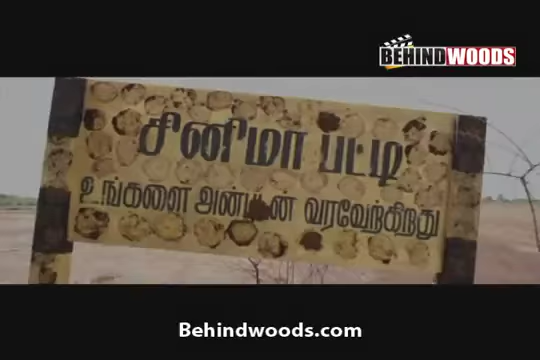 BEHINDWOODS
சினிமா பட்டி
உங்களை அன்புடன் வரவேற்கிறது
Behindwoods.com